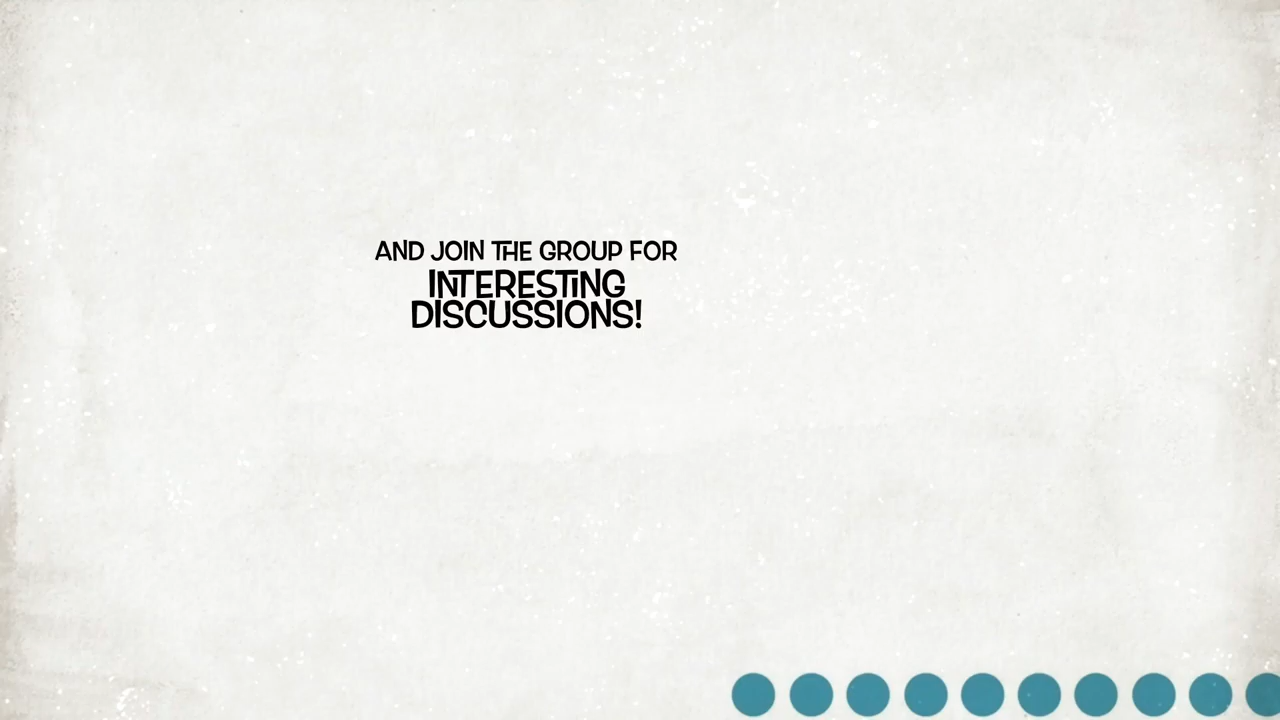 AND JOIN THE GROUP FOR
INTERESTING
DISCUSSIONS!